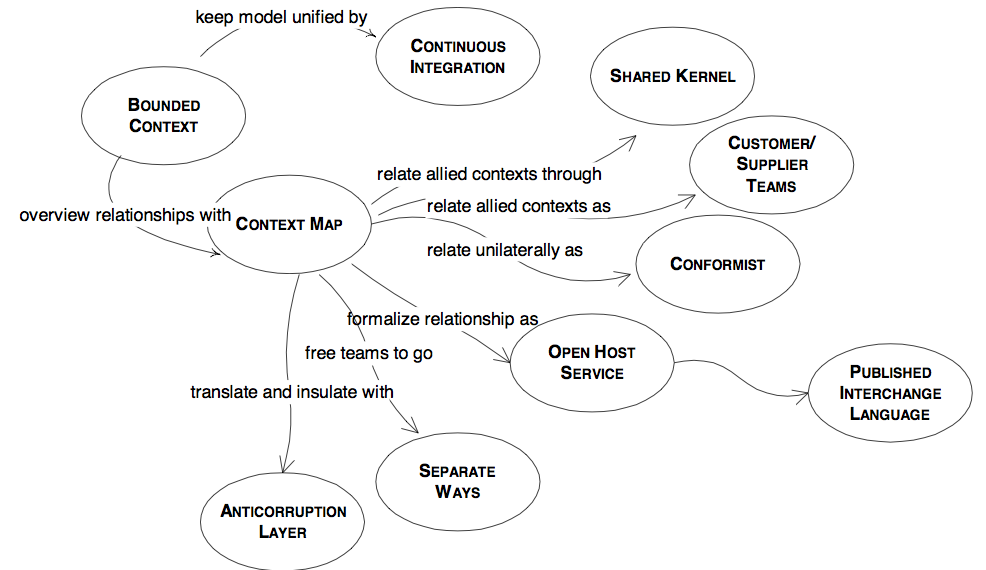 keep model unified by
CONTINUOUS
INTEGRATION
SHARED KERNEL
BOUNDED
CONTEXT
CUSTOMER/
SUPPLIER
TEAMS
relate allied contexts through
relate allied contexts as
overview relationships with
CONTEXT MAP
relate unilaterally as
CONFORMIST
formalize relationship as
free teams to go
OPEN HOST
SERVICE
translate and insulate with
PUBLISHED
INTERCHANGE
LANGUAGE
SEPARATE
WAYS
ANTICORRUPTION
LAYER